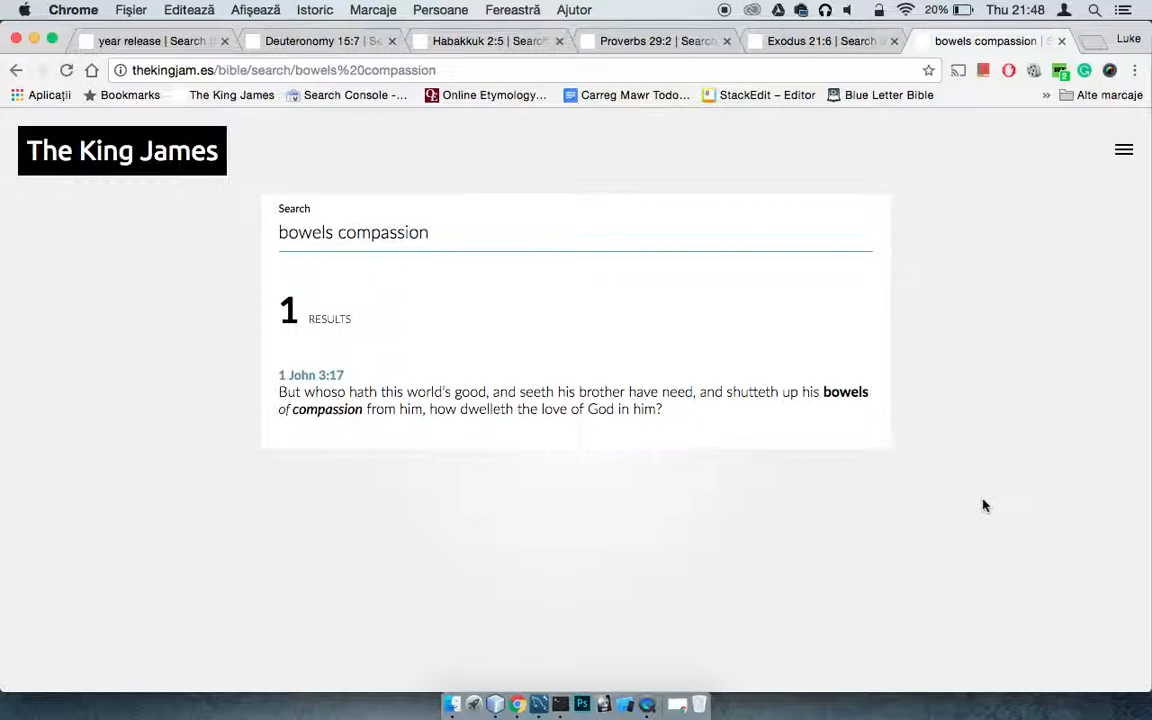 Chrome Fișier Editează Afișează Istoric Marcaje Persoane Fereastră Ajutor 20% Thu 21:48
year release | Search
Deuteronomy 15:7 | Se
Habakkuk 2:5 | Search
Proverbs 29:2 | Search
Exodus 21:6 | Search
bowels compassion | S
Luke
thekingjam.es/bible/search/bowels%20compassion
Aplicații Bookmarks The King James Search Console -... Online Etymology... Carreg Mawr Todo... StackEdit – Editor Blue Letter Bible » Alte marcaje
The King James
Search
bowels compassion
1 RESULTS
1 John 3:17
But whoso hath this world's good, and seeth his brother have need, and shutteth up his bowels
of compassion from him, how dwelleth the love of God in him?
Ps